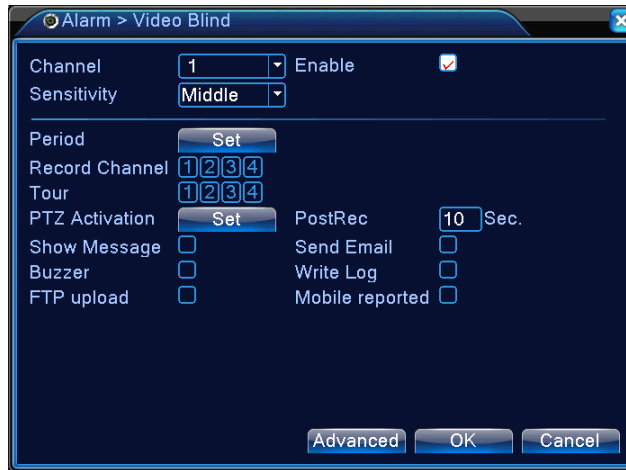 Alarm > Video Blind
Channel 1 Enable
Sensitivity Middle
Period Set
Record Channel 1 2 3 4
Tour 1 2 3 4
PTZ Activation Set PostRec 10 Sec.
Show Message Send Email
Buzzer Write Log
FTP upload Mobile reported
Advanced OK Cancel